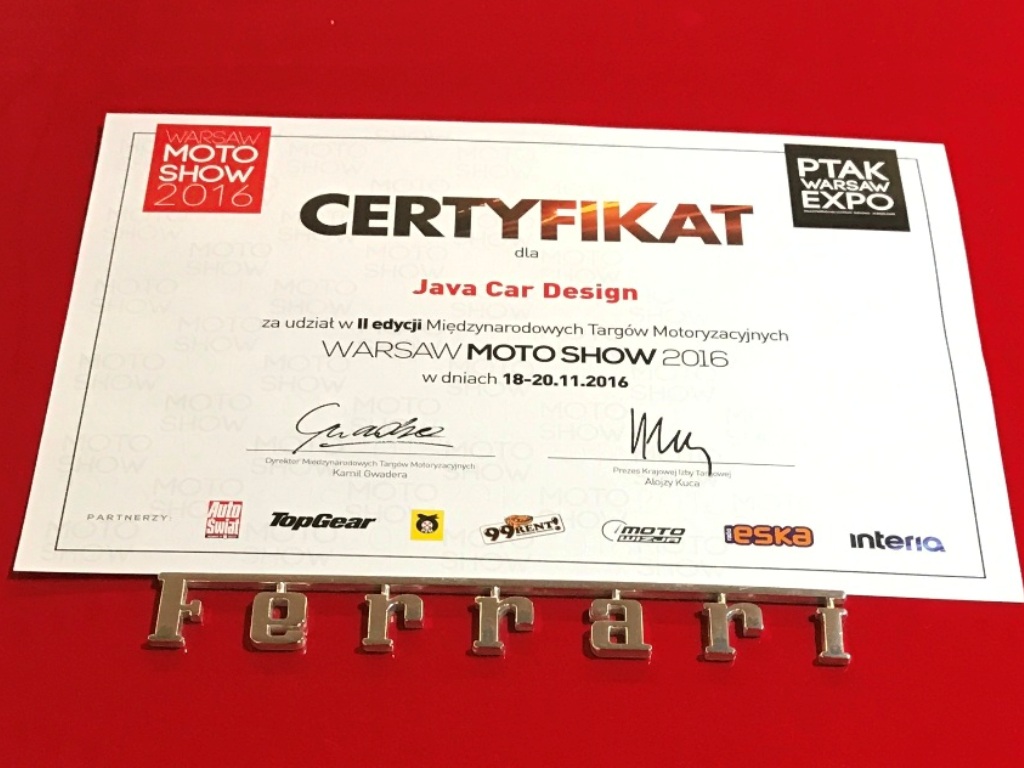 WARSAW
MOTO
SHOW
2016
PTAK
WARSAW
EXPO
CERTYFIKAT
dla
Java Car Design
za udział w II edycji Międzynarodowych Targów Motoryzacyjnych
WARSAW MOTO SHOW 2016
w dniach 18-20.11.2016
Dyrektor Międzynarodowych Targów Motoryzacyjnych
Kamil Gwadera
Prezes Krajowej Izby Targowej
Alojzy Kuca
PARTNERZY:
Auto Świat
TopGear
99RENT!
MOTO WIZJA
ESKA
interia
Ferrari